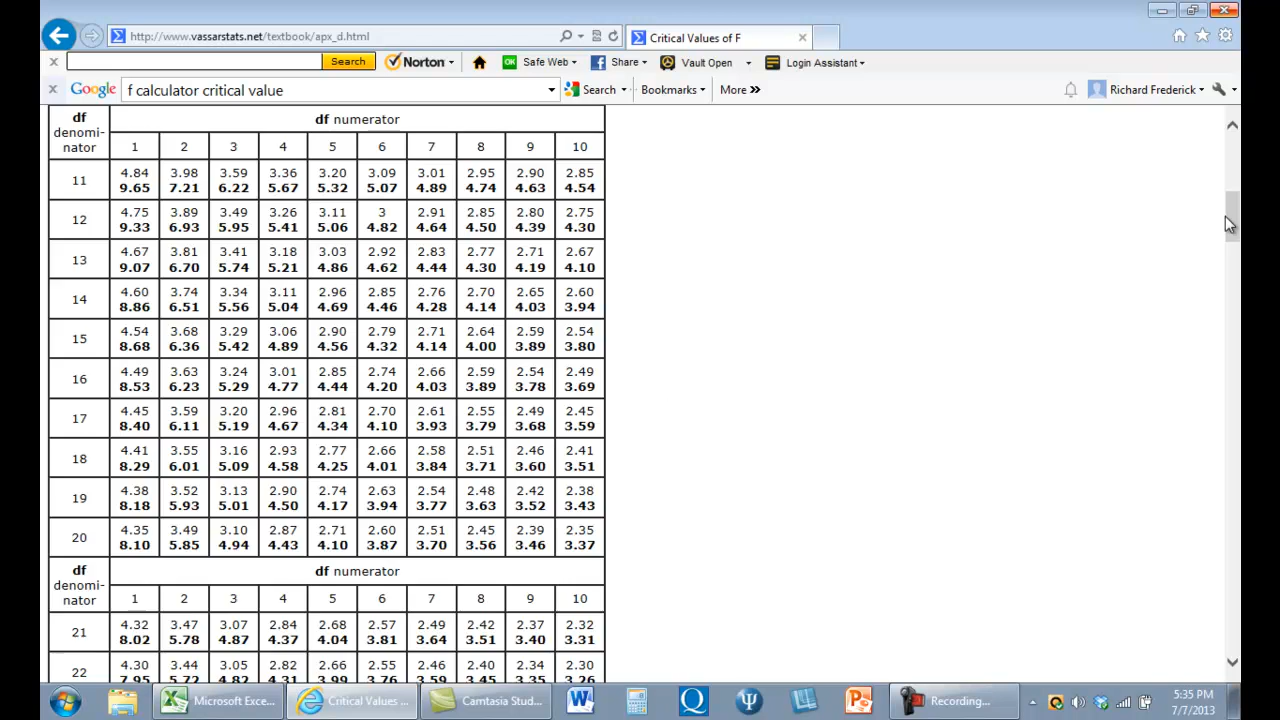 http://www.vassarstats.net/textbook/apx_d.html
Critical Values of F
Search
Norton
OK Safe Web
Share
Vault Open
Login Assistant
Google
f calculator critical value
Search
Bookmarks
More »
Richard Frederick
df denomi- nator df numerator
1 2 3 4 5 6 7 8 9 10
11
4.84 3.98 3.59 3.36 3.20 3.09 3.01 2.95 2.90 2.85
9.65 7.21 6.22 5.67 5.32 5.07 4.89 4.74 4.63 4.54
12
4.75 3.89 3.49 3.26 3.11 3 2.91 2.85 2.80 2.75
9.33 6.93 5.95 5.41 5.06 4.82 4.64 4.50 4.39 4.30
13
4.67 3.81 3.41 3.18 3.03 2.92 2.83 2.77 2.71 2.67
9.07 6.70 5.74 5.21 4.86 4.62 4.44 4.30 4.19 4.10
14
4.60 3.74 3.34 3.11 2.96 2.85 2.76 2.70 2.65 2.60
8.86 6.51 5.56 5.04 4.69 4.46 4.28 4.14 4.03 3.94
15
4.54 3.68 3.29 3.06 2.90 2.79 2.71 2.64 2.59 2.54
8.68 6.36 5.42 4.89 4.56 4.32 4.14 4.00 3.89 3.80
16
4.49 3.63 3.24 3.01 2.85 2.74 2.66 2.59 2.54 2.49
8.53 6.23 5.29 4.77 4.44 4.20 4.03 3.89 3.78 3.69
17
4.45 3.59 3.20 2.96 2.81 2.70 2.61 2.55 2.49 2.45
8.40 6.11 5.19 4.67 4.34 4.10 3.93 3.79 3.68 3.59
18
4.41 3.55 3.16 2.93 2.77 2.66 2.58 2.51 2.46 2.41
8.29 6.01 5.09 4.58 4.25 4.01 3.84 3.71 3.60 3.51
19
4.38 3.52 3.13 2.90 2.74 2.63 2.54 2.48 2.42 2.38
8.18 5.93 5.01 4.50 4.17 3.94 3.77 3.63 3.52 3.43
20
4.35 3.49 3.10 2.87 2.71 2.60 2.51 2.45 2.39 2.35
8.10 5.85 4.94 4.43 4.10 3.87 3.70 3.56 3.46 3.37
df denomi- nator df numerator
1 2 3 4 5 6 7 8 9 10
21
4.32 3.47 3.07 2.84 2.68 2.57 2.49 2.42 2.37 2.32
8.02 5.78 4.87 4.37 4.04 3.81 3.64 3.51 3.40 3.31
22
4.30 3.44 3.05 2.82 2.66 2.55 2.46 2.40 2.34 2.30
7.95 5.72 4.82 4.31 3.99 3.76 3.59 3.45 3.35 3.26
Microsoft Exce...
Critical Values ...
Camtasia Stud...
Recording...
5:35 PM
7/7/2013